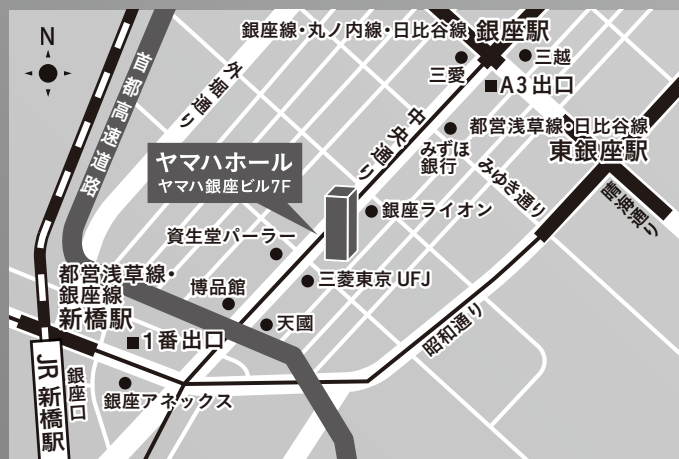 N
銀座線・丸ノ内線・日比谷線 銀座駅
三愛
三越
A3出口
首都高速道路
外堀通り
中央通り
みずほ
銀行
都営浅草線・日比谷線
東銀座駅
みゆき通り
晴海通り
ヤマハホール
ヤマハ銀座ビル7F
銀座ライオン
資生堂パーラー
三菱東京UFJ
博品館
天國
都営浅草線・
銀座線
新橋駅
1番出口
昭和通り
JR新橋駅
銀座口
銀座アネックス